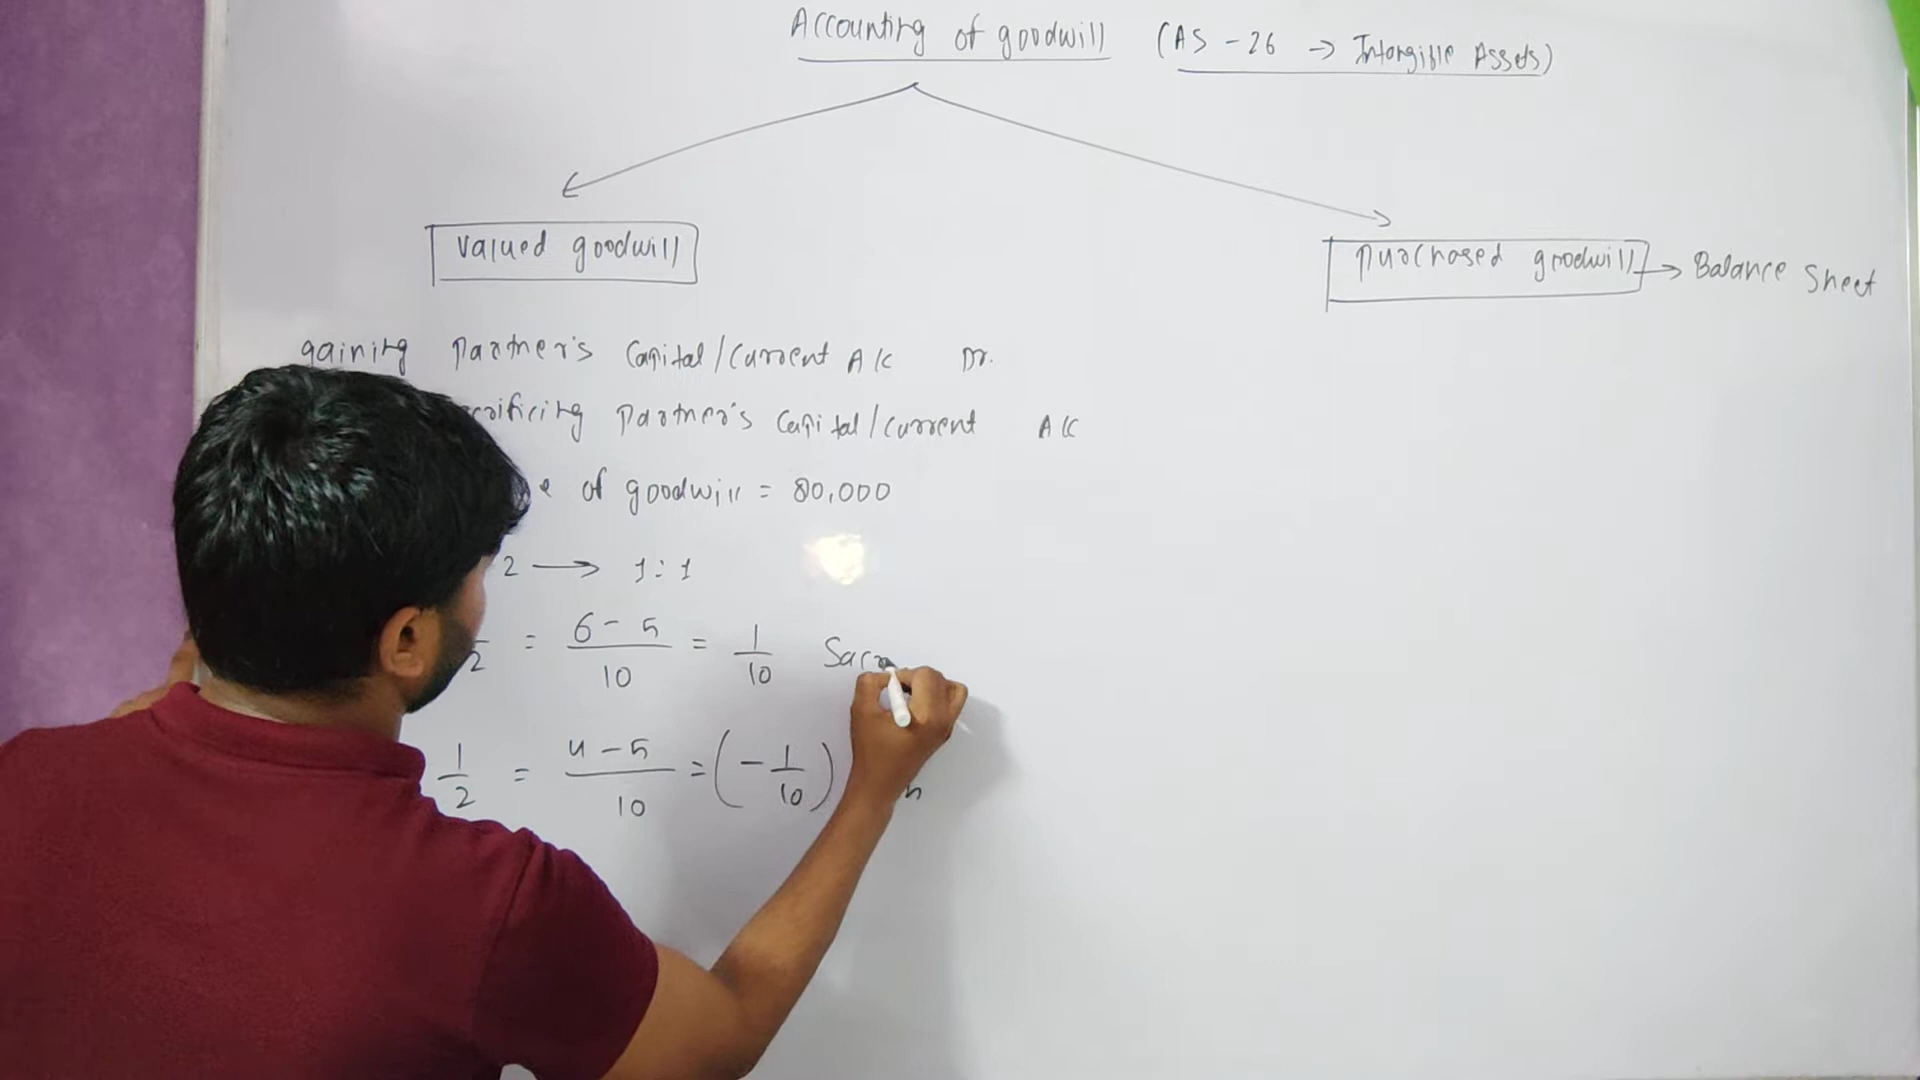 Accounting of goodwill (AS - 26 → Intangible Assets)
Valued goodwill
Purchased goodwill → Balance Sheet
gaining Partner's Capital/Current A/c Dr.
Partner's Capital/Current A/c
of goodwill = 80,000
2 → 1:1
2 = 6 - 5 / 10 = 1/10
1/2 = 4 - 5 / 10 = (- 1/10)